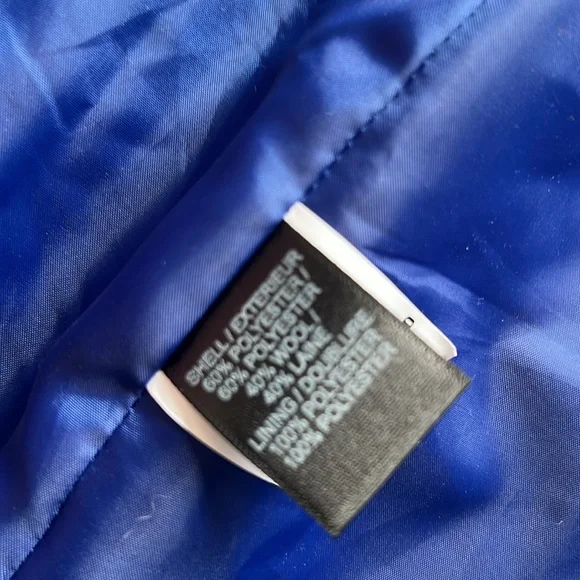 SHELL / EXTERIEUR
60% POLYESTER /
60% POLYESTER
40% WOOL /
40% LAINE
LINING / DOUBLURE
100% POLYESTER /
100% POLYESTER